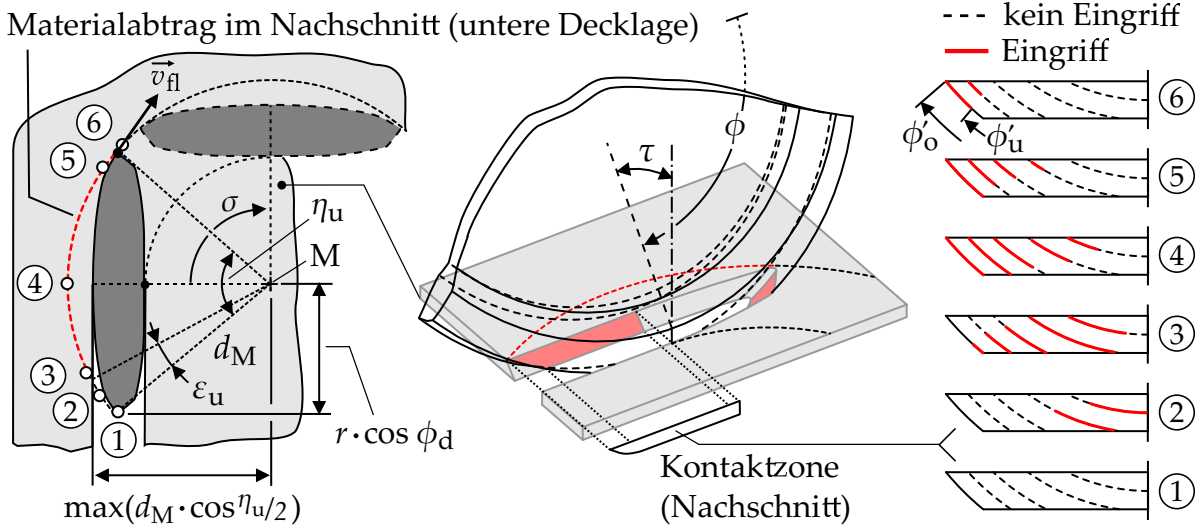 Materialabtrag im Nachschnitt (untere Decklage)
v⃗fl
6
5
4
3
2
1
σ
ηu
M
dM
εu
r·cos ϕd
max(dM·cos ηu/2)
ϕ
τ
Kontaktzone
(Nachschnitt)
kein Eingriff
Eingriff
ϕ'o
ϕ'u
6
5
4
3
2
1